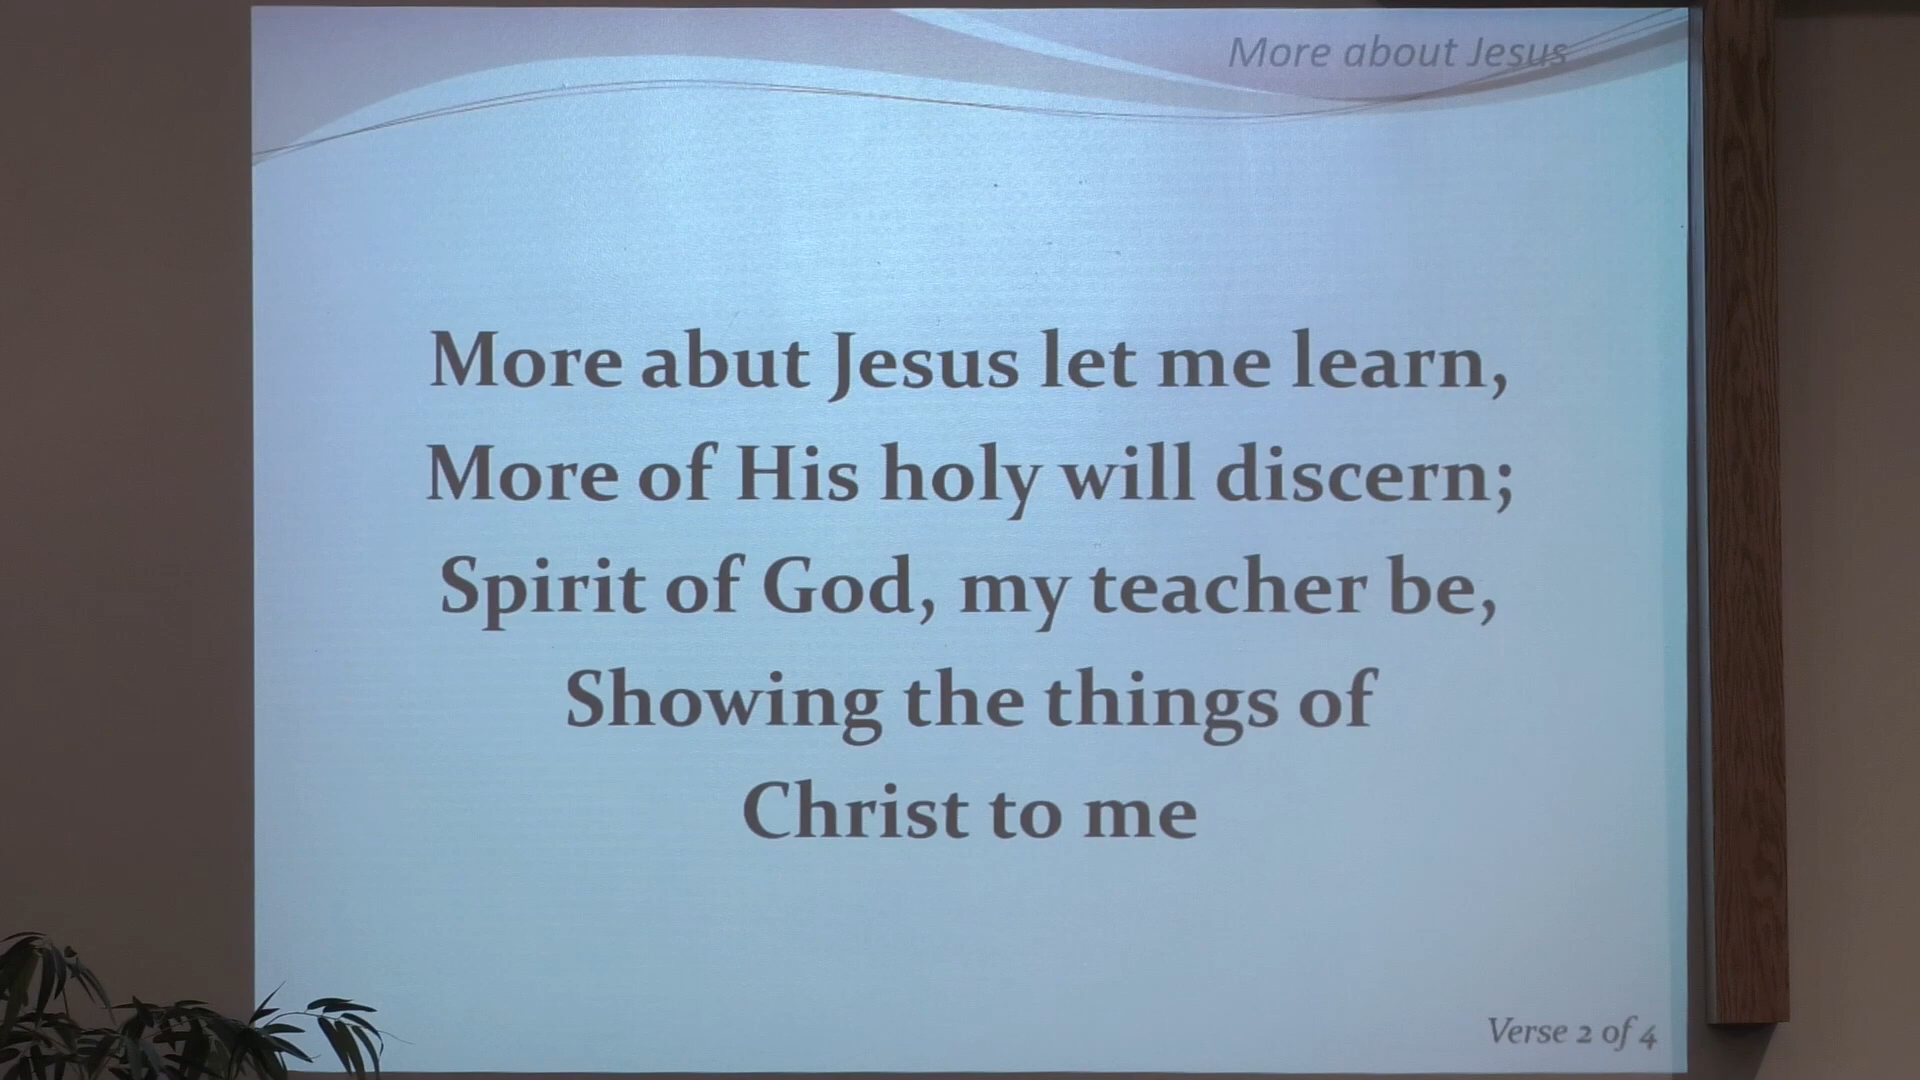 More about Jesus
More abut Jesus let me learn,
More of His holy will discern;
Spirit of God, my teacher be,
Showing the things of
Christ to me
Verse 2 of 4